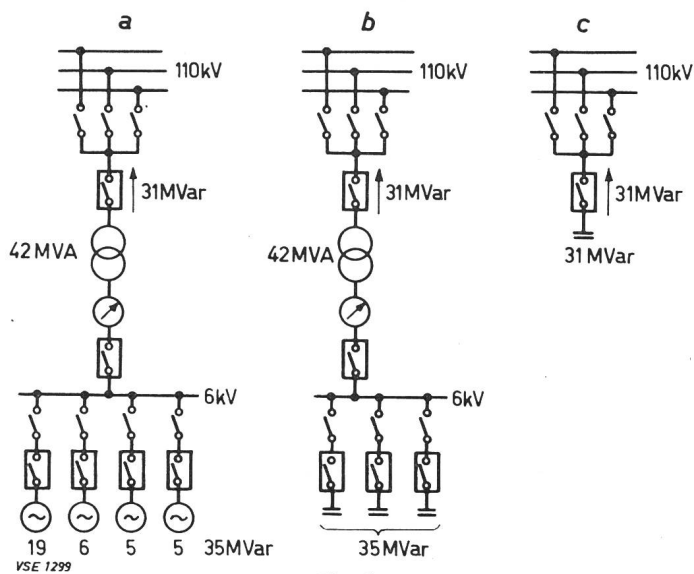 a
110kV
31MVar
42MVA
6kV
19 6 5 5 35MVar
VSE 1299
b
110kV
31MVar
42MVA
6kV
35MVar
c
110kV
31MVar
31MVar